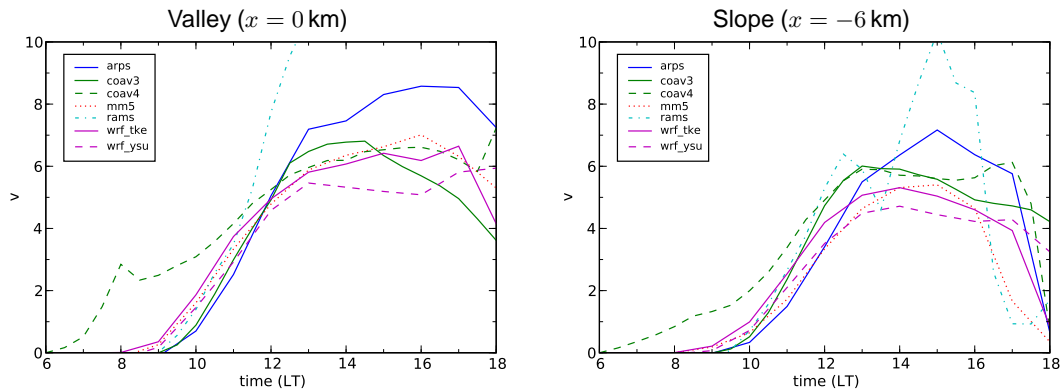 Valley (x = 0 km)
10
8
6
4
2
0
v
arps
coav3
coav4
mm5
rams
wrf_tke
wrf_ysu
6 8 10 12 14 16 18
time (LT)
Slope (x = −6 km)
10
8
6
4
2
0
v
arps
coav3
coav4
mm5
rams
wrf_tke
wrf_ysu
6 8 10 12 14 16 18
time (LT)